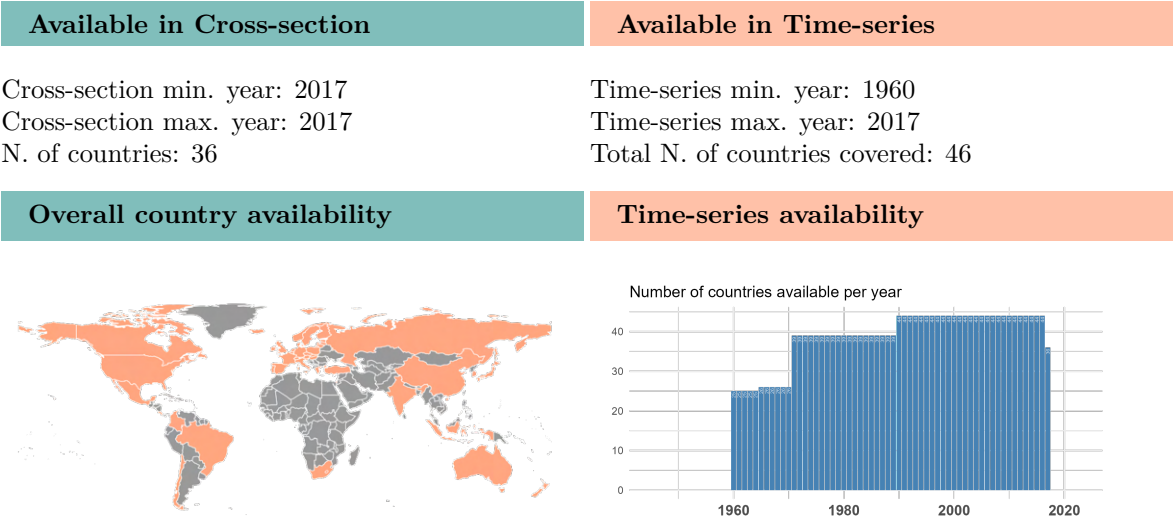 Available in Cross-section
Available in Time-series
Cross-section min. year: 2017
Cross-section max. year: 2017
N. of countries: 36
Time-series min. year: 1960
Time-series max. year: 2017
Total N. of countries covered: 46
Overall country availability
Time-series availability
Number of countries available per year
40
30
20
10
0
1960
1980
2000
2020